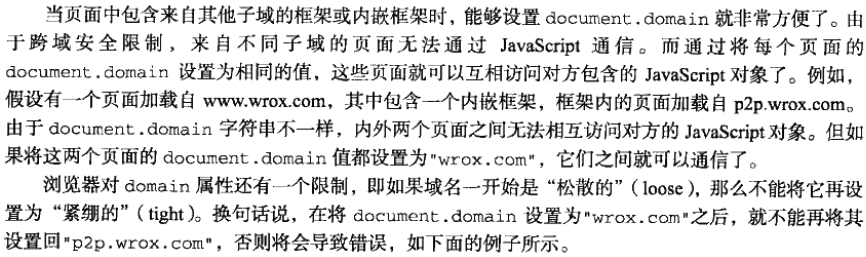 当页面中包含来自其他子域的框架或内嵌框架时，能够设置 document.domain 就非常方便了。由
于跨域安全限制，来自不同子域的页面无法通过 JavaScript 通信。而通过将每个页面的
document.domain 设置为相同的值，这些页面就可以互相访问对方包含的 JavaScript 对象了。例如，
假设有一个页面加载自 www.wrox.com，其中包含一个内嵌框架，框架内的页面加载自 p2p.wrox.com。
由于 document.domain 字符串不一样，内外两个页面之间无法相互访问对方的 JavaScript 对象。但如
果将这两个页面的 document.domain 值都设置为"wrox.com"，它们之间就可以通信了。
浏览器对 domain 属性还有一个限制，即如果域名一开始是“松散的”（loose），那么不能将它再设
置为“紧绷的”（tight）。换句话说，在将 document.domain 设置为"wrox.com"之后，就不能再将其
设置回"p2p.wrox.com"，否则将会导致错误，如下面的例子所示。